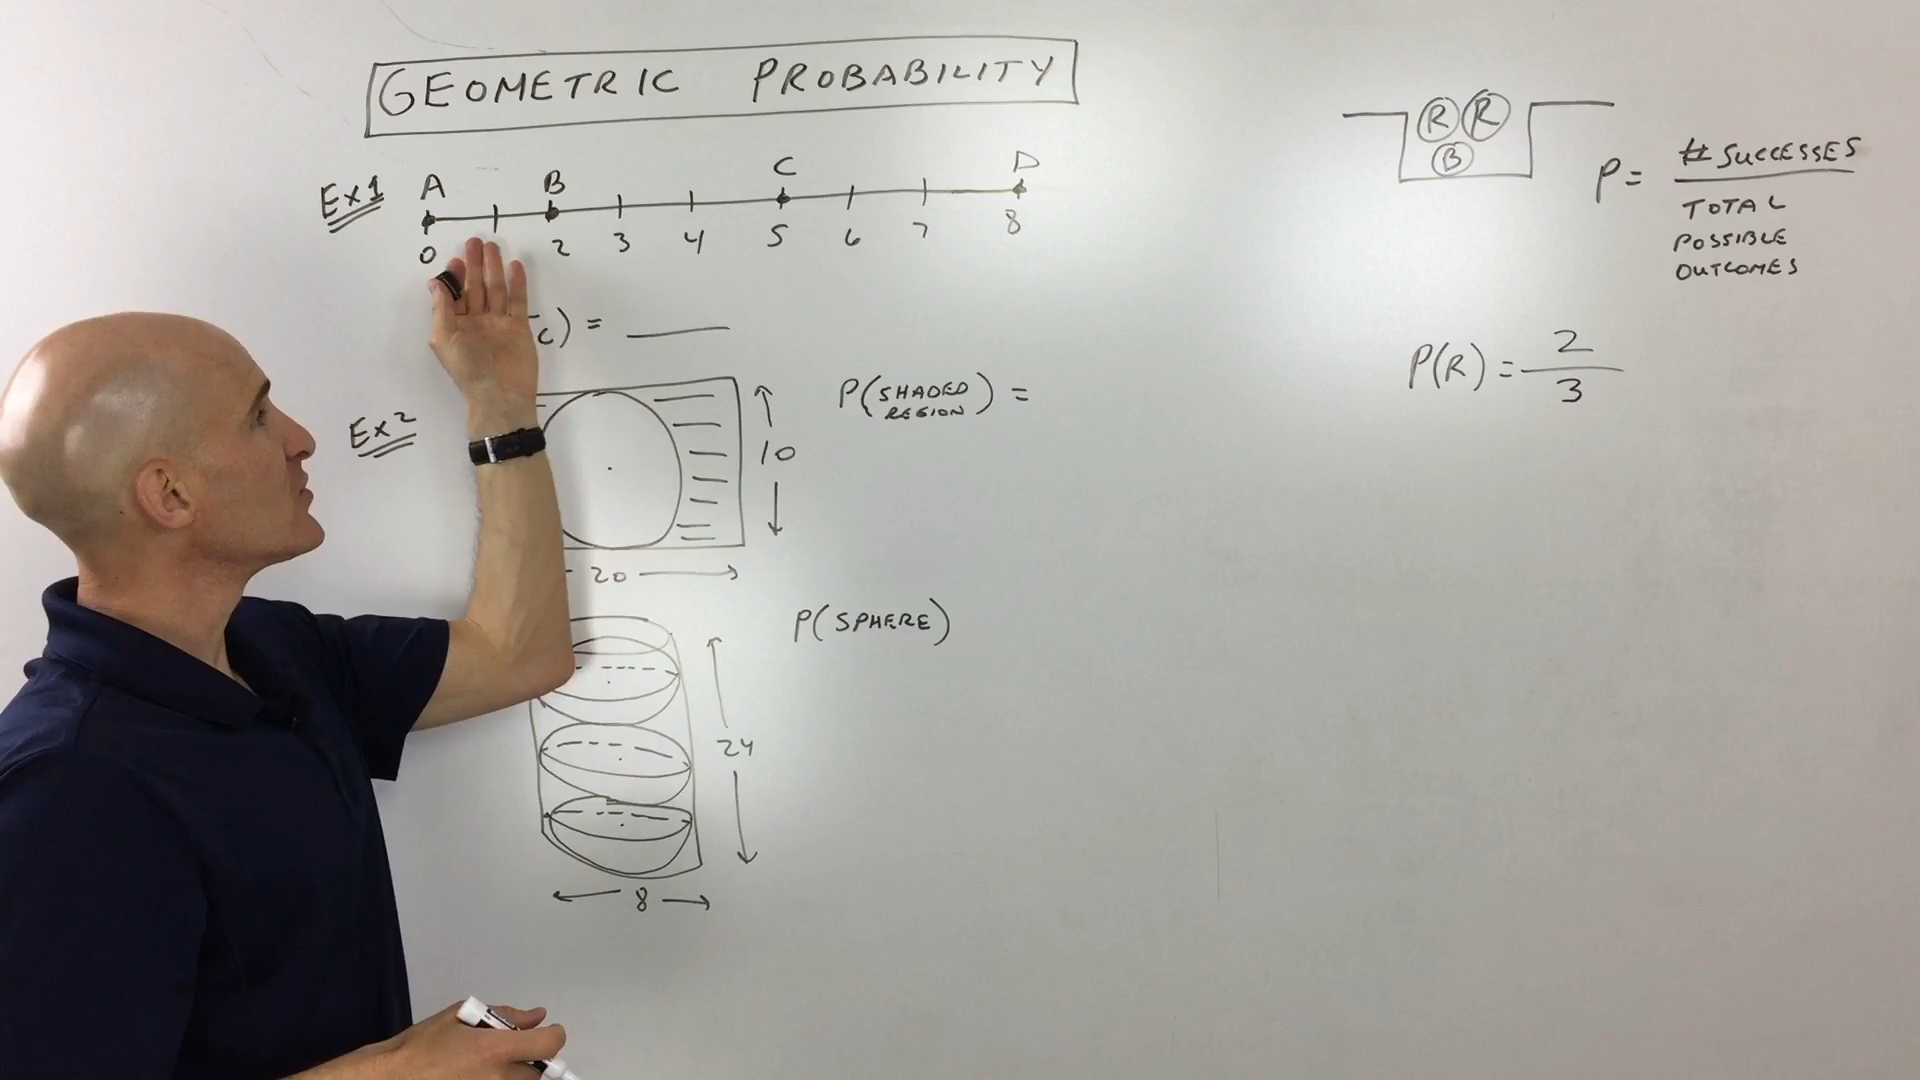 GEOMETRIC PROBABILITY
Ex1
A B C D
0 2 3 4 5 6 7 8
C) =
Ex2
P(SHADED REGION) =
10
20
P(SPHERE)
24
8
R R
B
P = # SUCCESSES
TOTAL
POSSIBLE
OUTCOMES
P(R) = 2
3